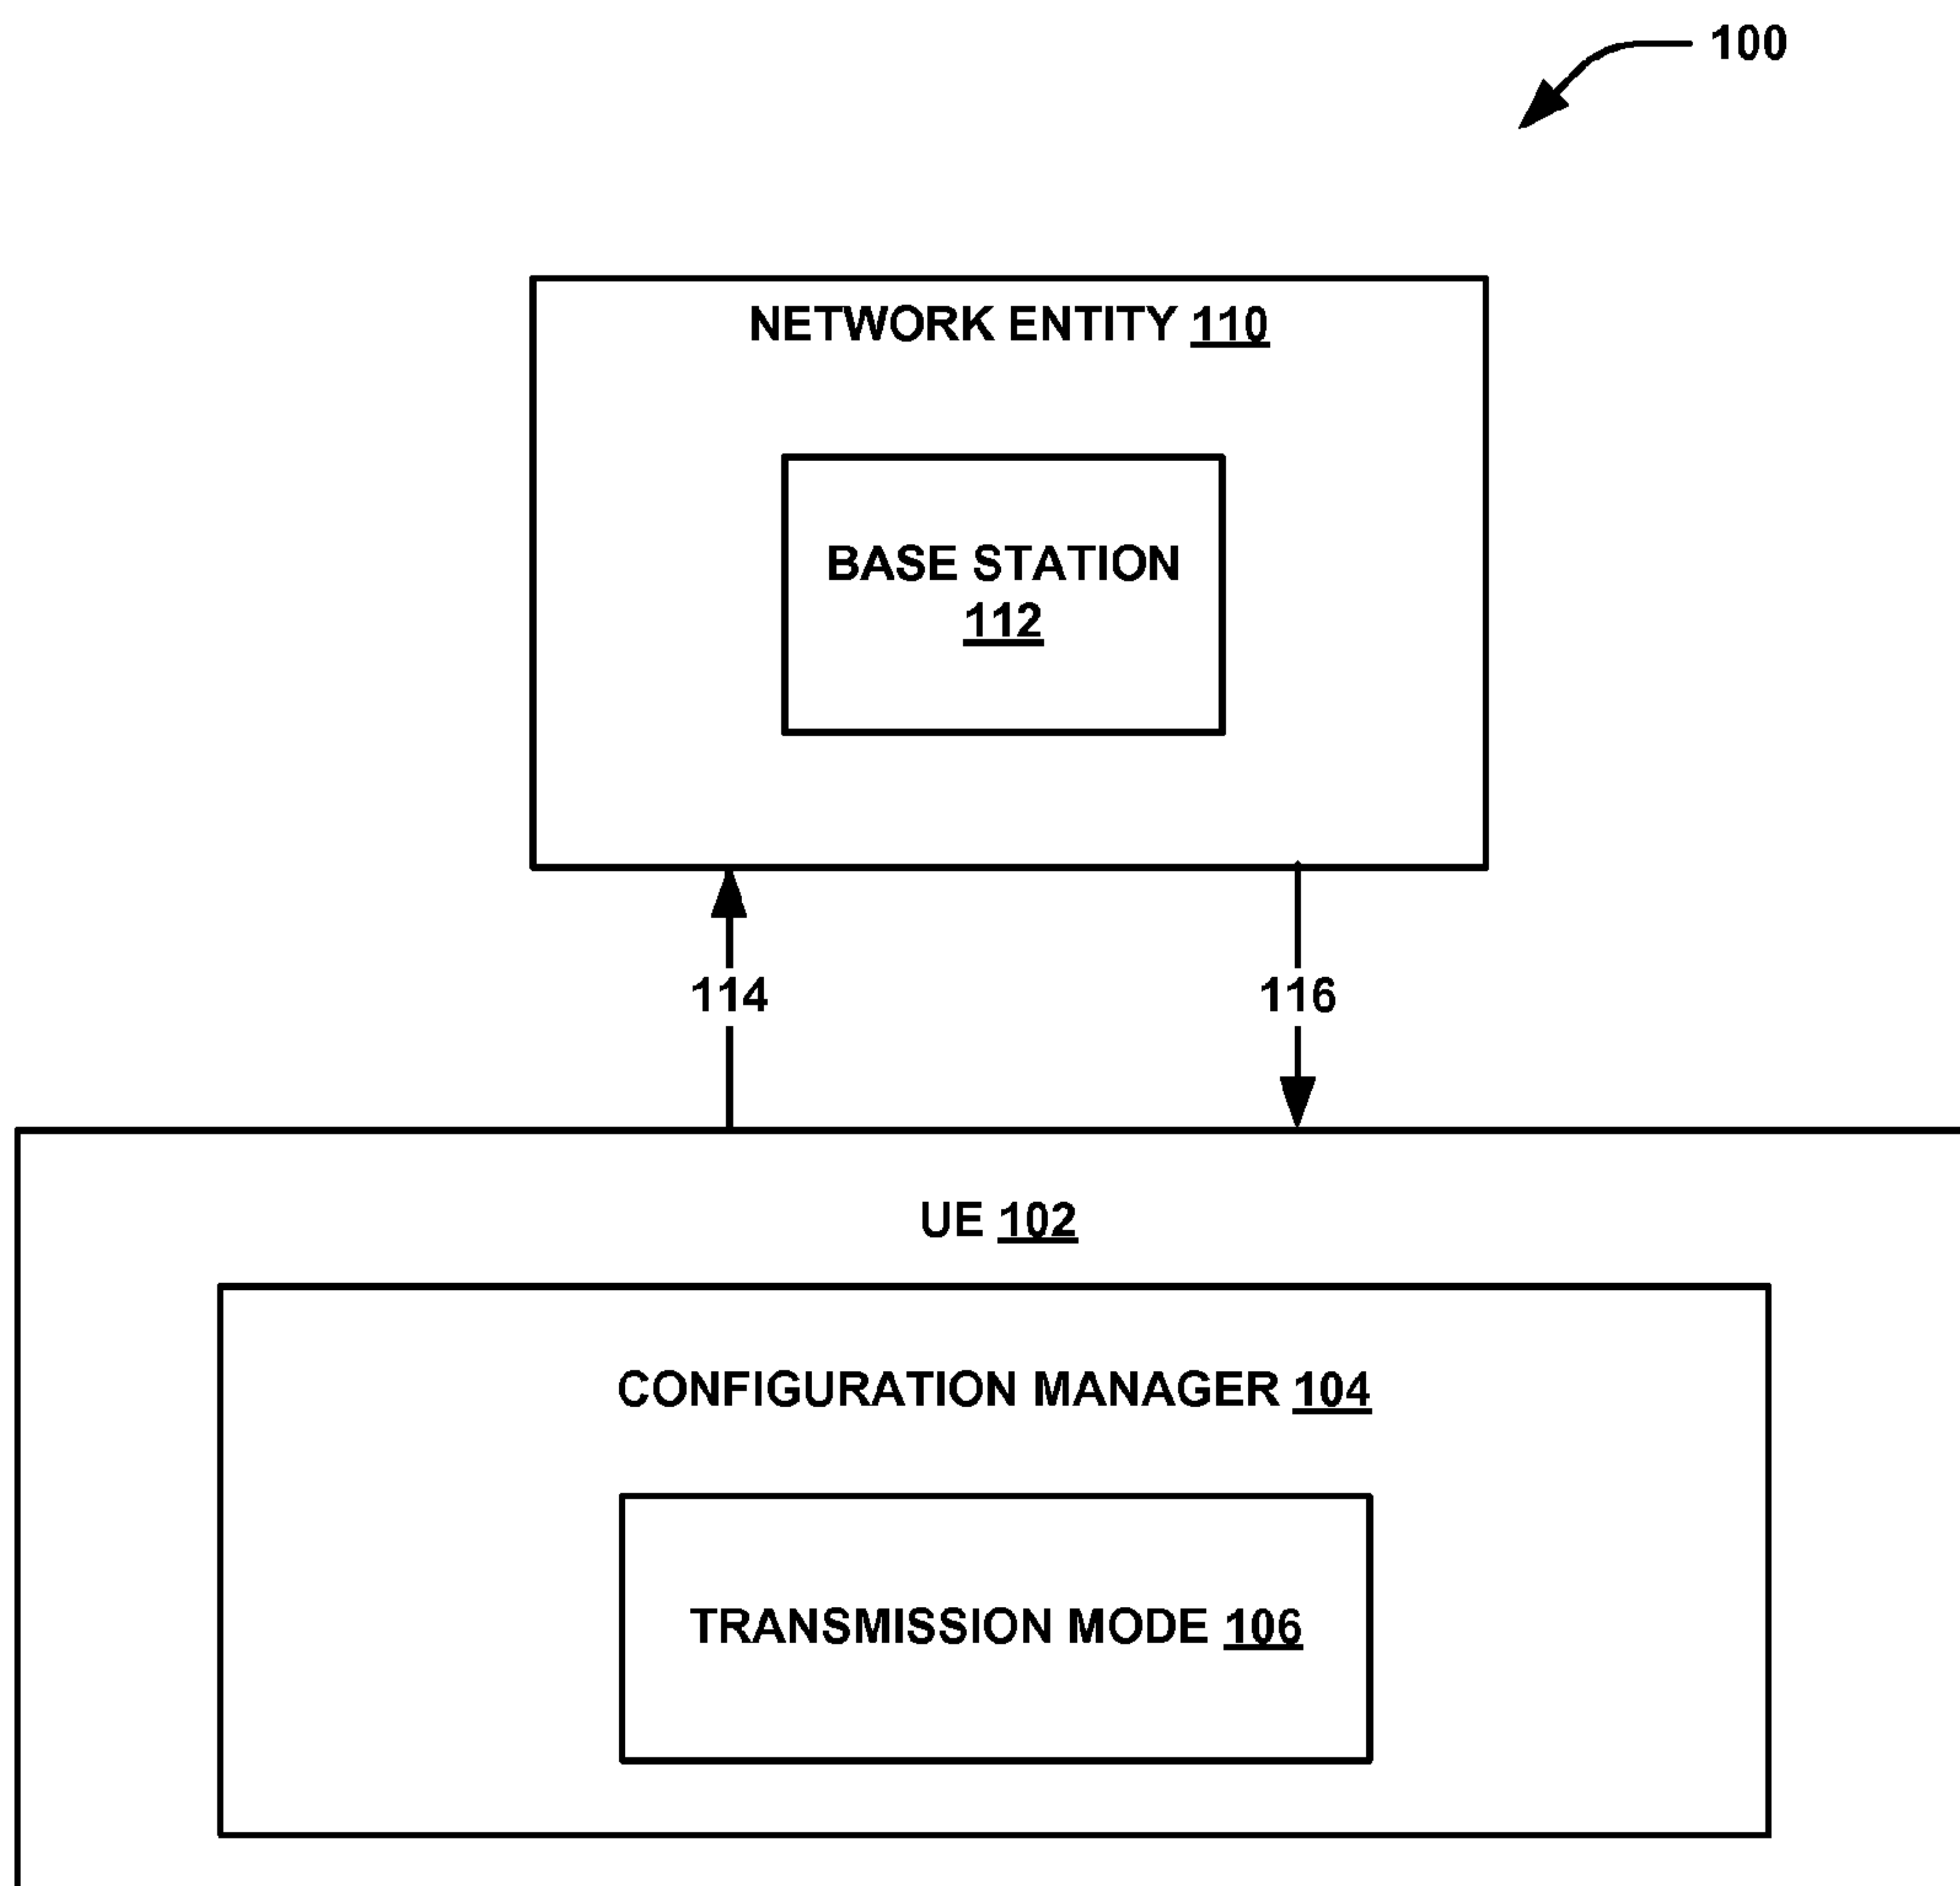 100
NETWORK ENTITY 110
BASE STATION
112
114
116
UE 102
CONFIGURATION MANAGER 104
TRANSMISSION MODE 106